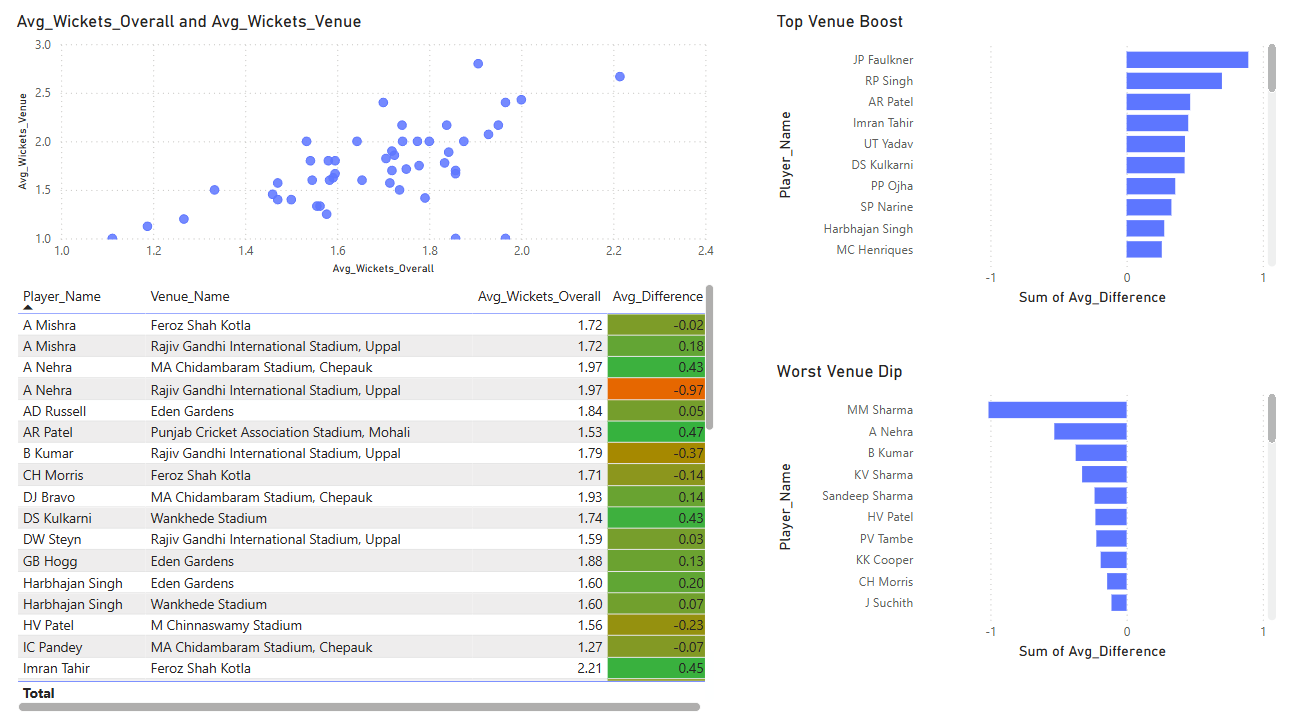 Avg_Wickets_Overall and Avg_Wickets_Venue
3.0
2.5
2.0
1.5
1.0
Avg_Wickets_Venue
1.0 1.2 1.4 1.6 1.8 2.0 2.2 2.4
Avg_Wickets_Overall
Player_Name Venue_Name Avg_Wickets_Overall Avg_Difference
A Mishra Feroz Shah Kotla 1.72 -0.02
A Mishra Rajiv Gandhi International Stadium, Uppal 1.72 0.18
A Nehra MA Chidambaram Stadium, Chepauk 1.97 0.43
A Nehra Rajiv Gandhi International Stadium, Uppal 1.97 -0.97
AD Russell Eden Gardens 1.84 0.05
AR Patel Punjab Cricket Association Stadium, Mohali 1.53 0.47
B Kumar Rajiv Gandhi International Stadium, Uppal 1.79 -0.37
CH Morris Feroz Shah Kotla 1.71 -0.14
DJ Bravo MA Chidambaram Stadium, Chepauk 1.93 0.14
DS Kulkarni Wankhede Stadium 1.74 0.43
DW Steyn Rajiv Gandhi International Stadium, Uppal 1.59 0.03
GB Hogg Eden Gardens 1.88 0.13
Harbhajan Singh Eden Gardens 1.60 0.20
Harbhajan Singh Wankhede Stadium 1.60 0.07
HV Patel M Chinnaswamy Stadium 1.56 -0.23
IC Pandey MA Chidambaram Stadium, Chepauk 1.27 -0.07
Imran Tahir Feroz Shah Kotla 2.21 0.45
Total
Top Venue Boost
Player_Name
JP Faulkner
RP Singh
AR Patel
Imran Tahir
UT Yadav
DS Kulkarni
PP Ojha
SP Narine
Harbhajan Singh
MC Henriques
-1 0 1
Sum of Avg_Difference
Worst Venue Dip
Player_Name
MM Sharma
A Nehra
B Kumar
KV Sharma
Sandeep Sharma
HV Patel
PV Tambe
KK Cooper
CH Morris
J Suchith
-1 0 1
Sum of Avg_Difference